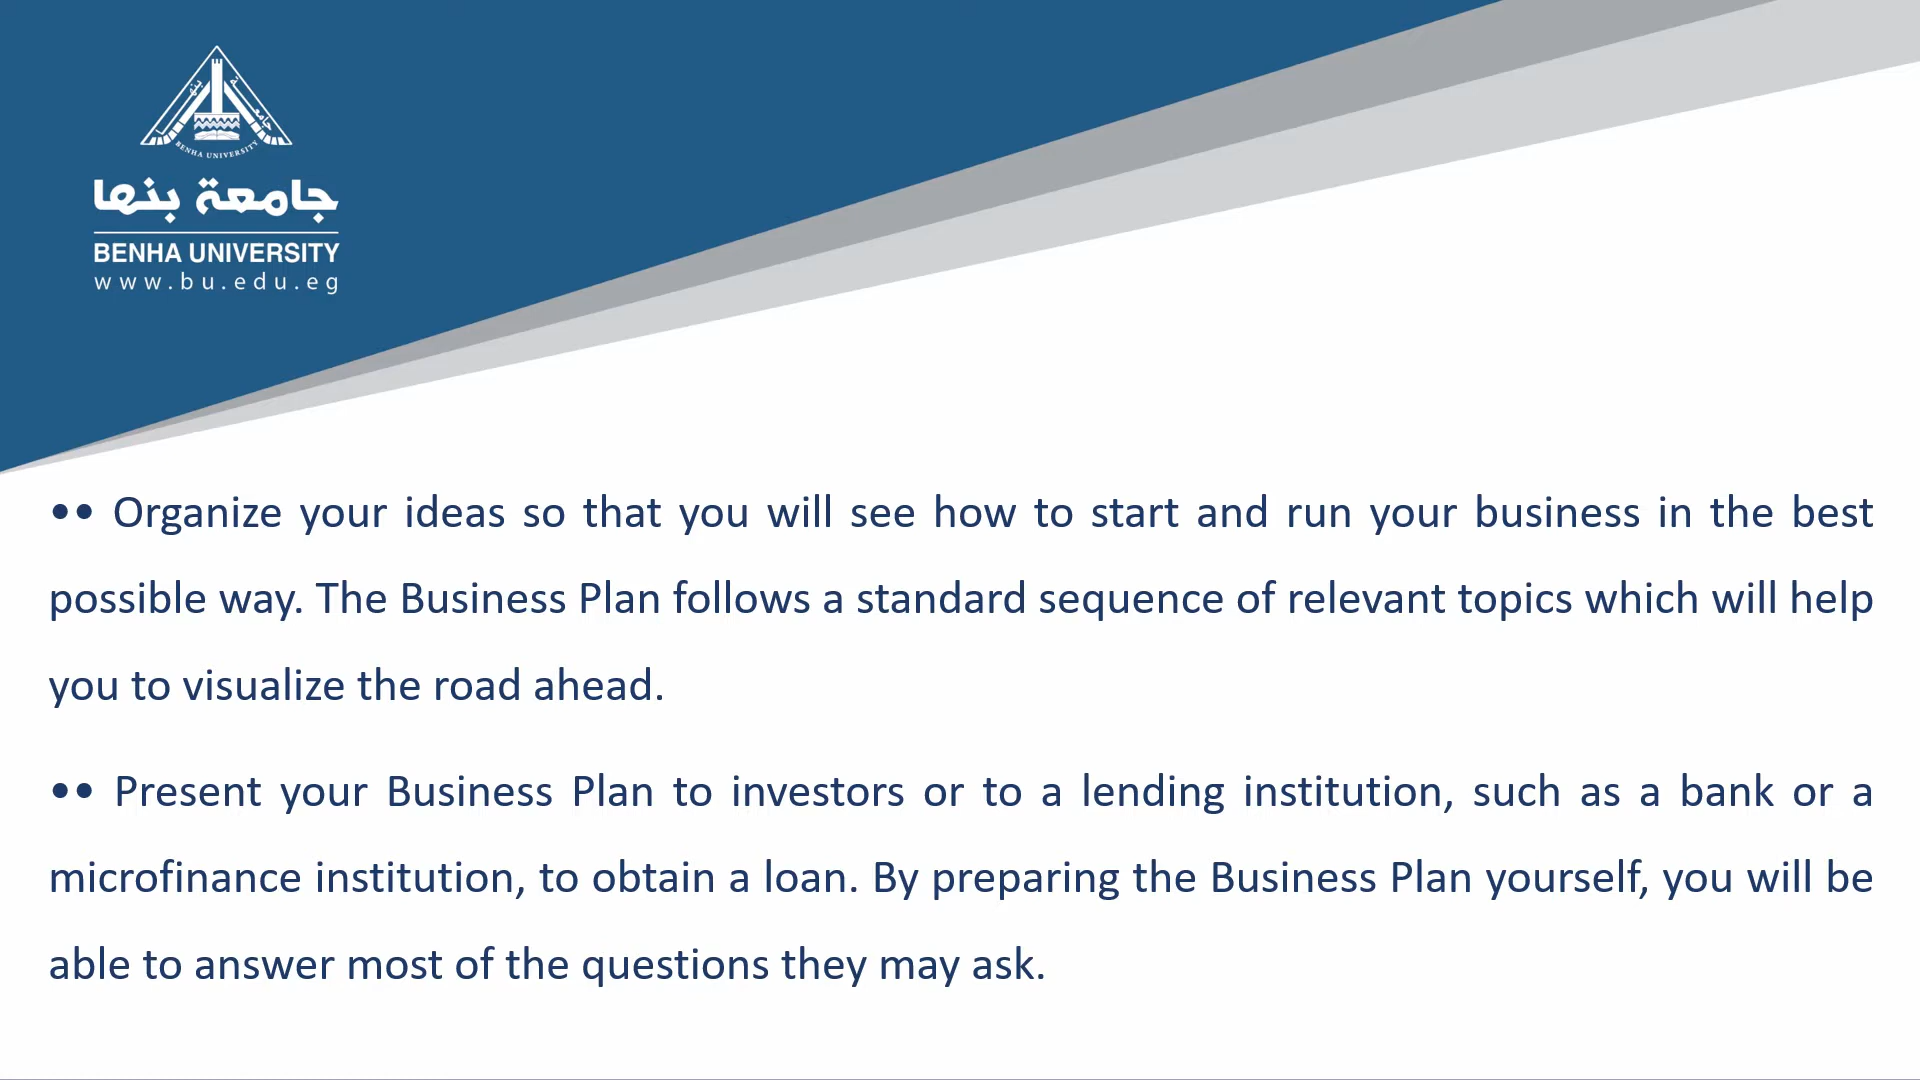 BENHA UNIVERSITY
جامعة بنها
BENHA UNIVERSITY
www.bu.edu.eg
•• Organize your ideas so that you will see how to start and run your business in the best
possible way. The Business Plan follows a standard sequence of relevant topics which will help
you to visualize the road ahead.
•• Present your Business Plan to investors or to a lending institution, such as a bank or a
microfinance institution, to obtain a loan. By preparing the Business Plan yourself, you will be
able to answer most of the questions they may ask.